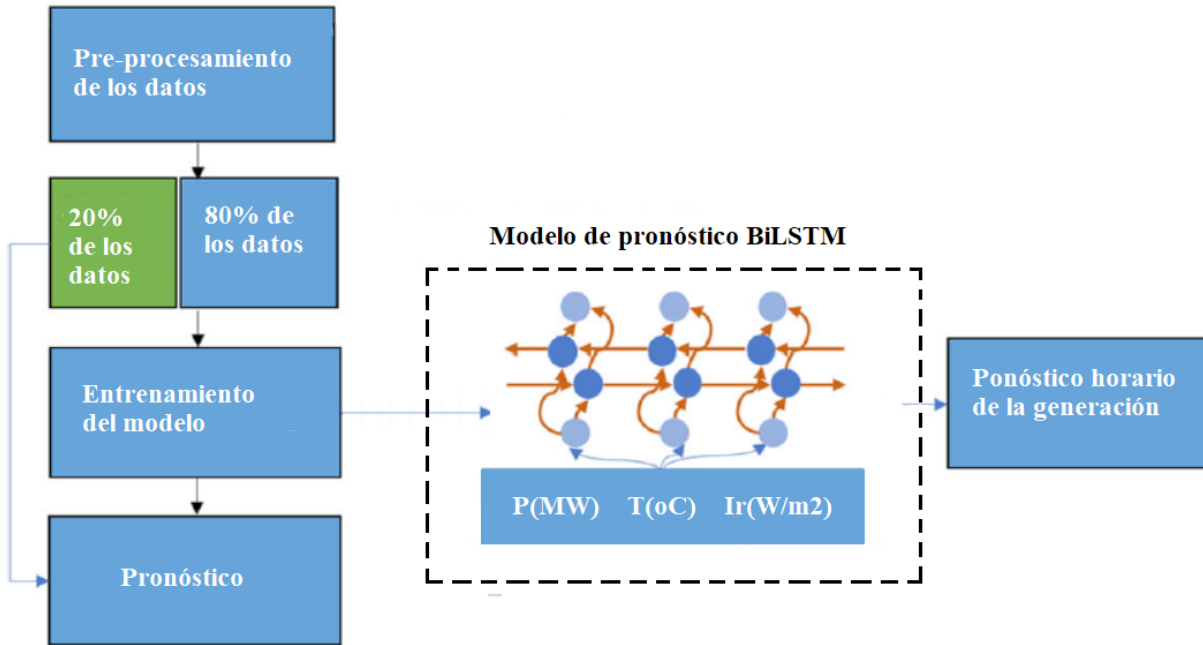 Pre-procesamiento
de los datos
20%
de los
datos
80% de
los datos
Entrenamiento
del modelo
Pronóstico
Modelo de pronóstico BiLSTM
P(MW) T(oC) Ir(W/m2)
Ponóstico horario
de la generación